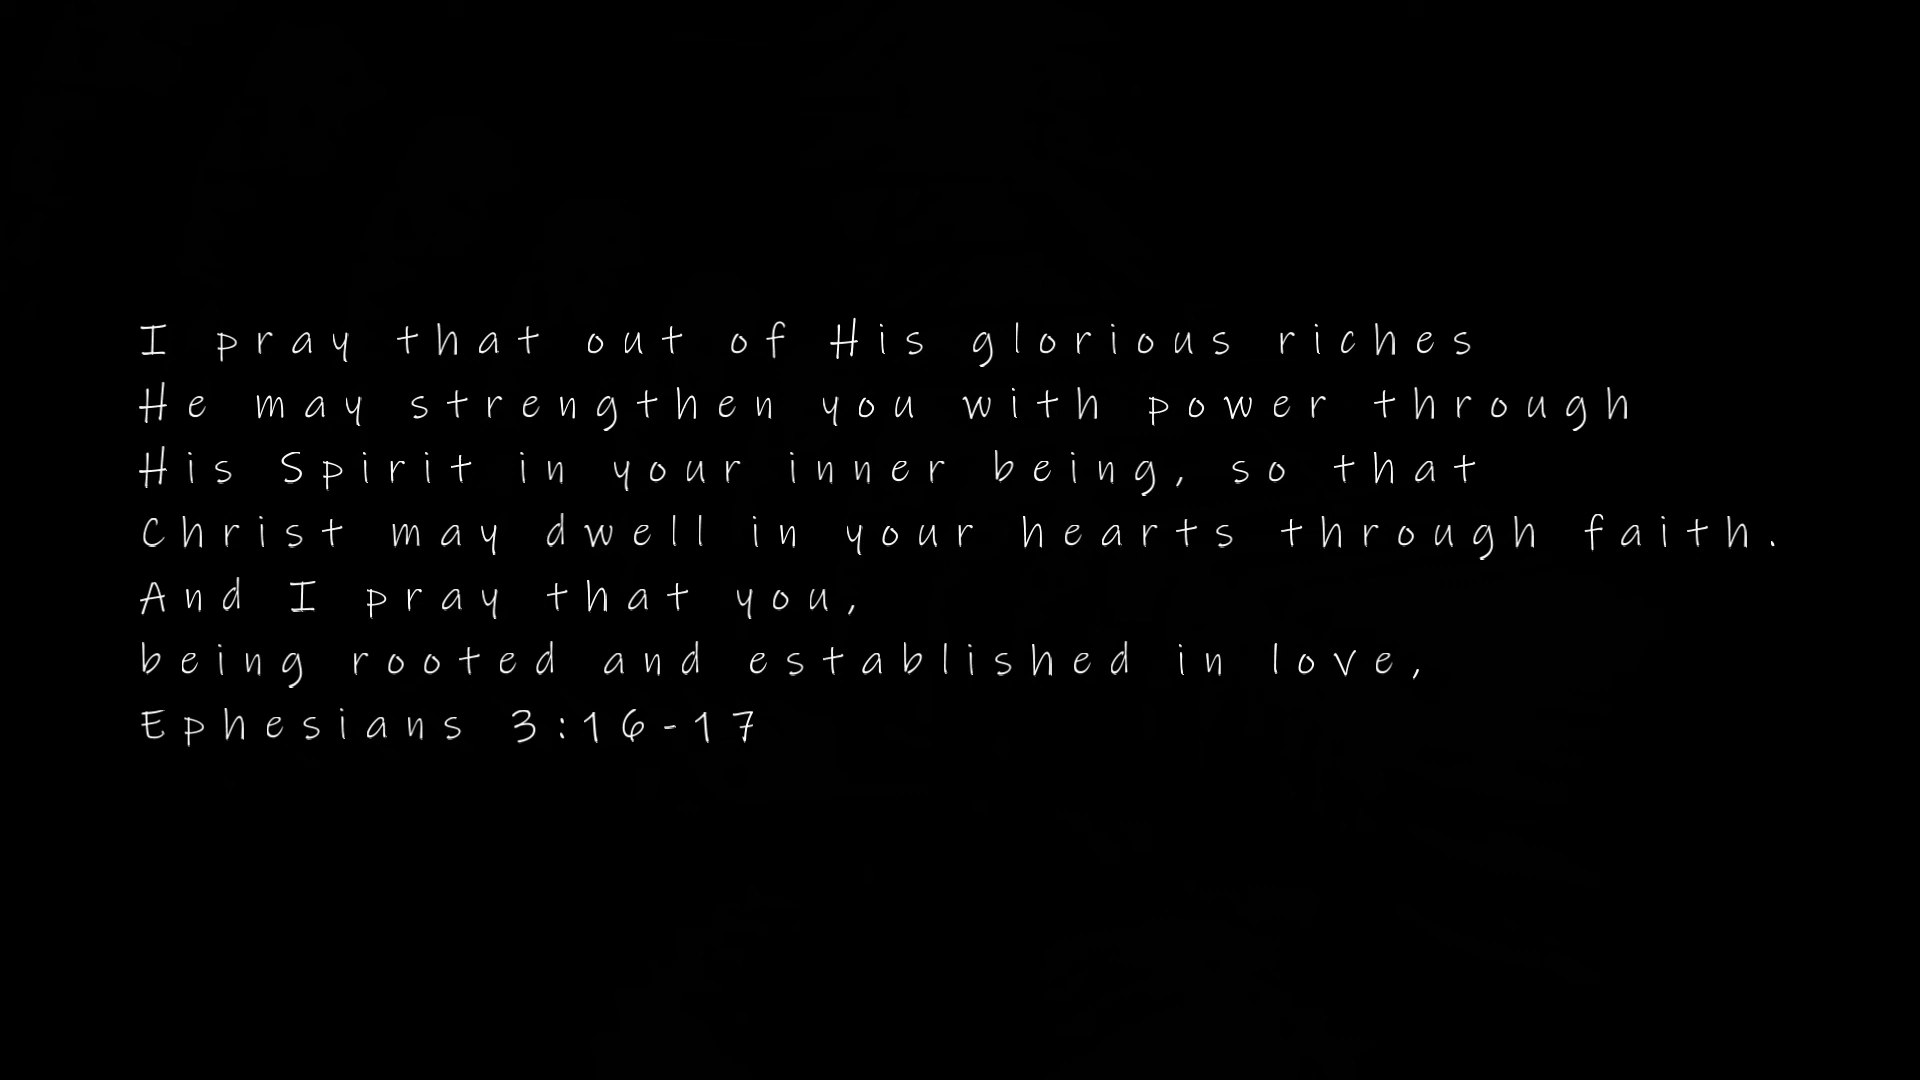 I pray that out of His glorious riches
He may strengthen you with power through
His Spirit in your inner being, so that
Christ may dwell in your hearts through faith.
And I pray that you,
being rooted and established in love,
Ephesians 3:16-17